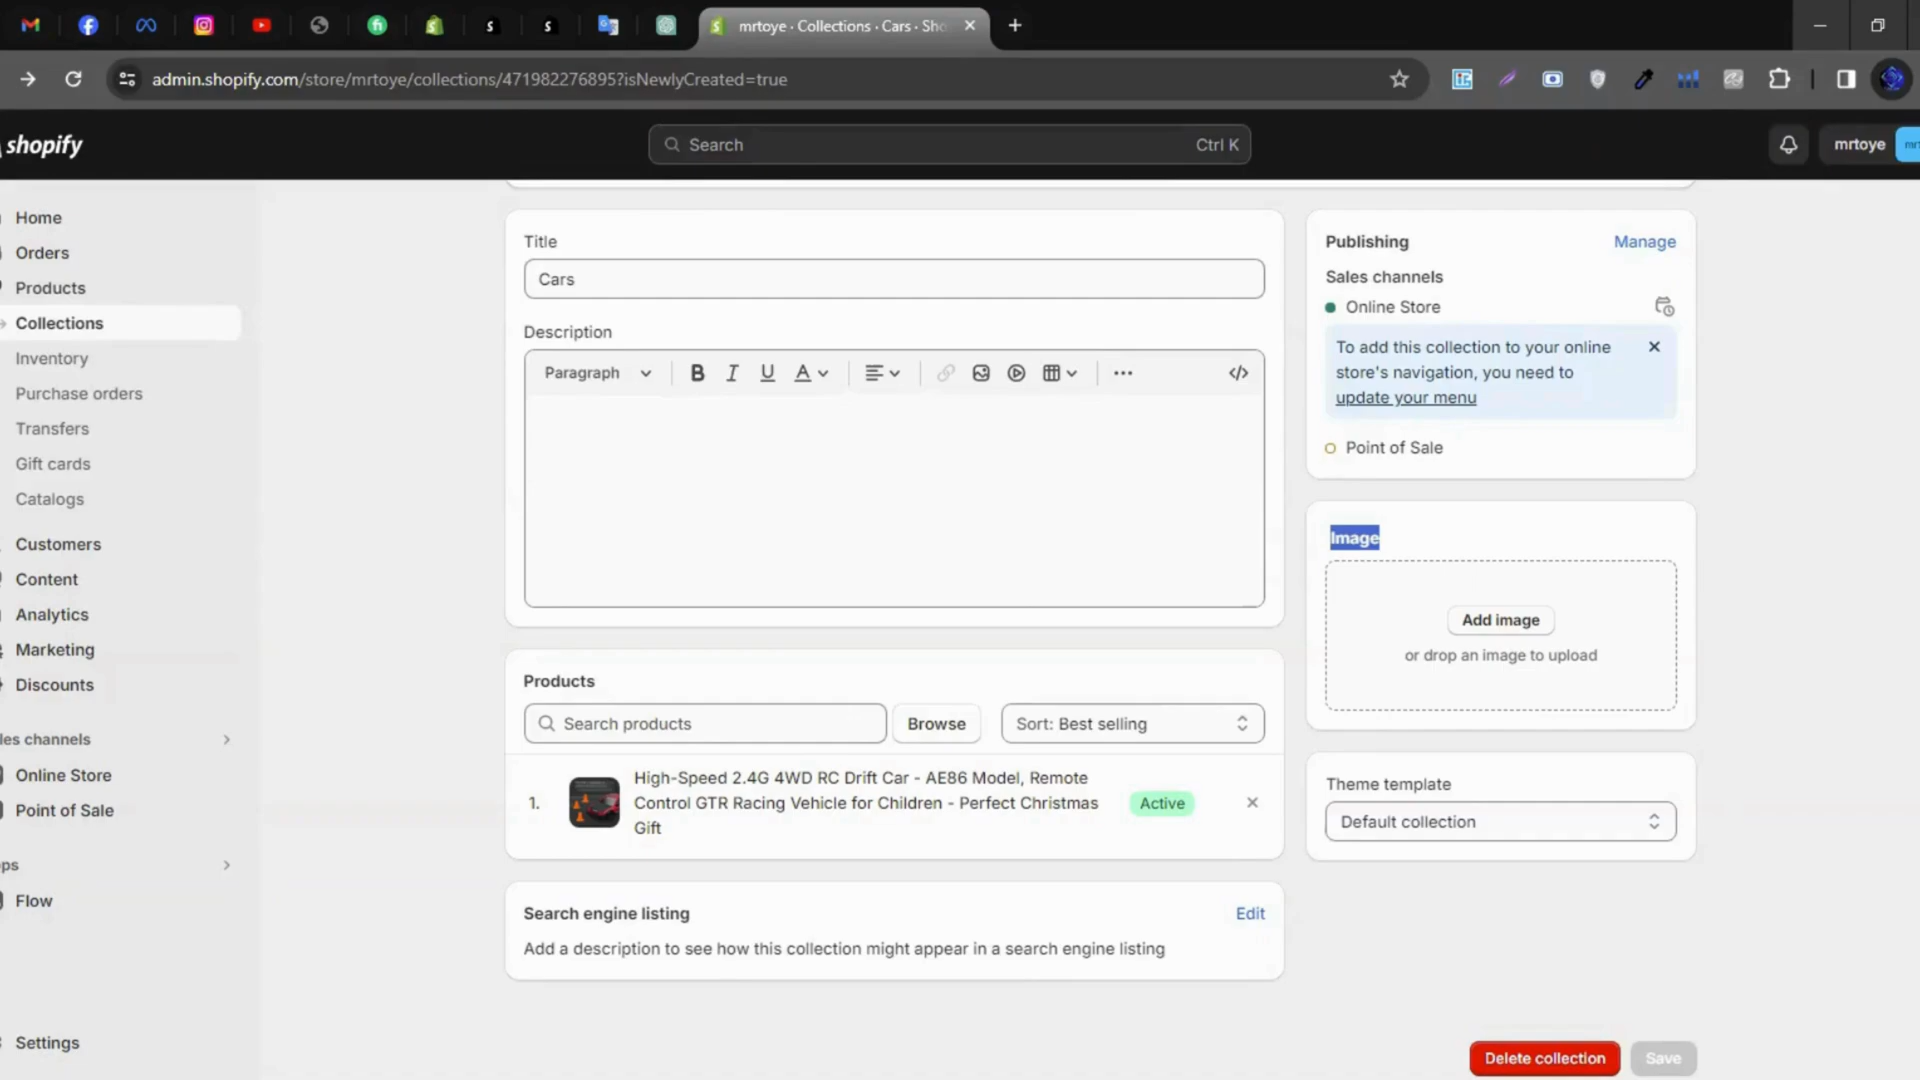 mrtoye · Collections · Cars · Sho
admin.shopify.com/store/mrtoye/collections/471982276895?isNewlyCreated=true
shopify
Search
Ctrl K
mrtoye
Home
Orders
Products
Collections
Inventory
Purchase orders
Transfers
Gift cards
Catalogs
Customers
Content
Analytics
Marketing
Discounts
les channels
Online Store
Point of Sale
ps
Flow
Settings
Title
Cars
Description
Paragraph
B I U A
Products
Search products
Browse
Sort: Best selling
1.
High-Speed 2.4G 4WD RC Drift Car - AE86 Model, Remote
Control GTR Racing Vehicle for Children - Perfect Christmas
Gift
Active
Search engine listing
Edit
Add a description to see how this collection might appear in a search engine listing
Publishing
Manage
Sales channels
Online Store
To add this collection to your online
store's navigation, you need to
update your menu
Point of Sale
Image
Add image
or drop an image to upload
Theme template
Default collection
Delete collection
Save